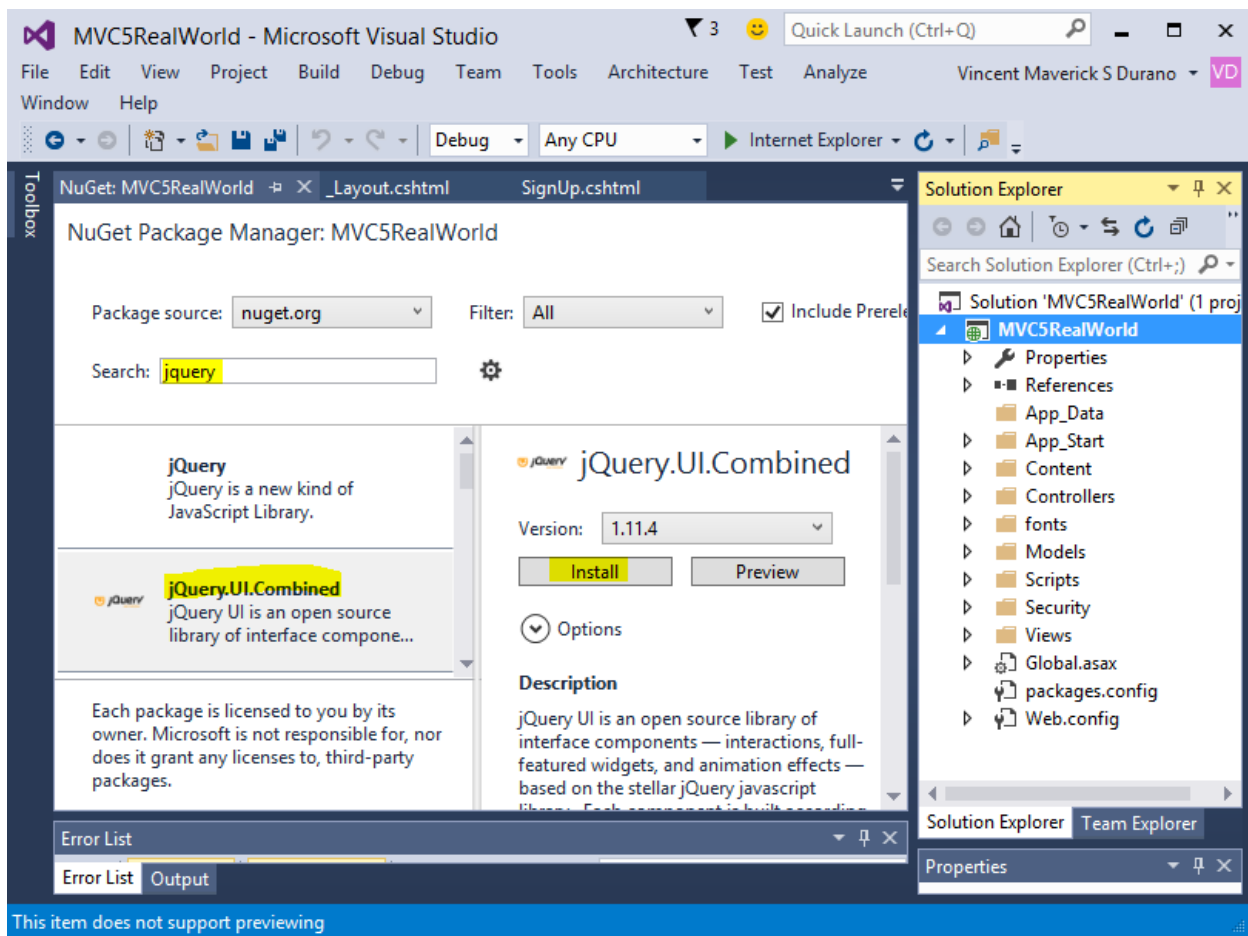 MVC5RealWorld - Microsoft Visual Studio
3
Quick Launch (Ctrl+Q)
File Edit View Project Build Debug Team Tools Architecture Test Analyze
Vincent Maverick S Durano VD
Window Help
Debug Any CPU Internet Explorer
Toolbox
NuGet: MVC5RealWorld _Layout.cshtml SignUp.cshtml
NuGet Package Manager: MVC5RealWorld
Package source: nuget.org Filter: All Include Prerele
Search: jquery
jQuery
jQuery is a new kind of
JavaScript Library.
jQuery
jQuery.UI.Combined
jQuery UI is an open source
library of interface compone...
Each package is licensed to you by its
owner. Microsoft is not responsible for, nor
does it grant any licenses to, third-party
packages.
jQuery jQuery.UI.Combined
Version: 1.11.4
Install Preview
Options
Description
jQuery UI is an open source library of
interface components — interactions, full-
featured widgets, and animation effects —
based on the stellar jQuery javascript
library. Each component is built according
Error List
Error List Output
Solution Explorer
Search Solution Explorer (Ctrl+;)
Solution 'MVC5RealWorld' (1 proj
MVC5RealWorld
Properties
References
App_Data
App_Start
Content
Controllers
fonts
Models
Scripts
Security
Views
Global.asax
packages.config
Web.config
Solution Explorer Team Explorer
Properties
This item does not support previewing